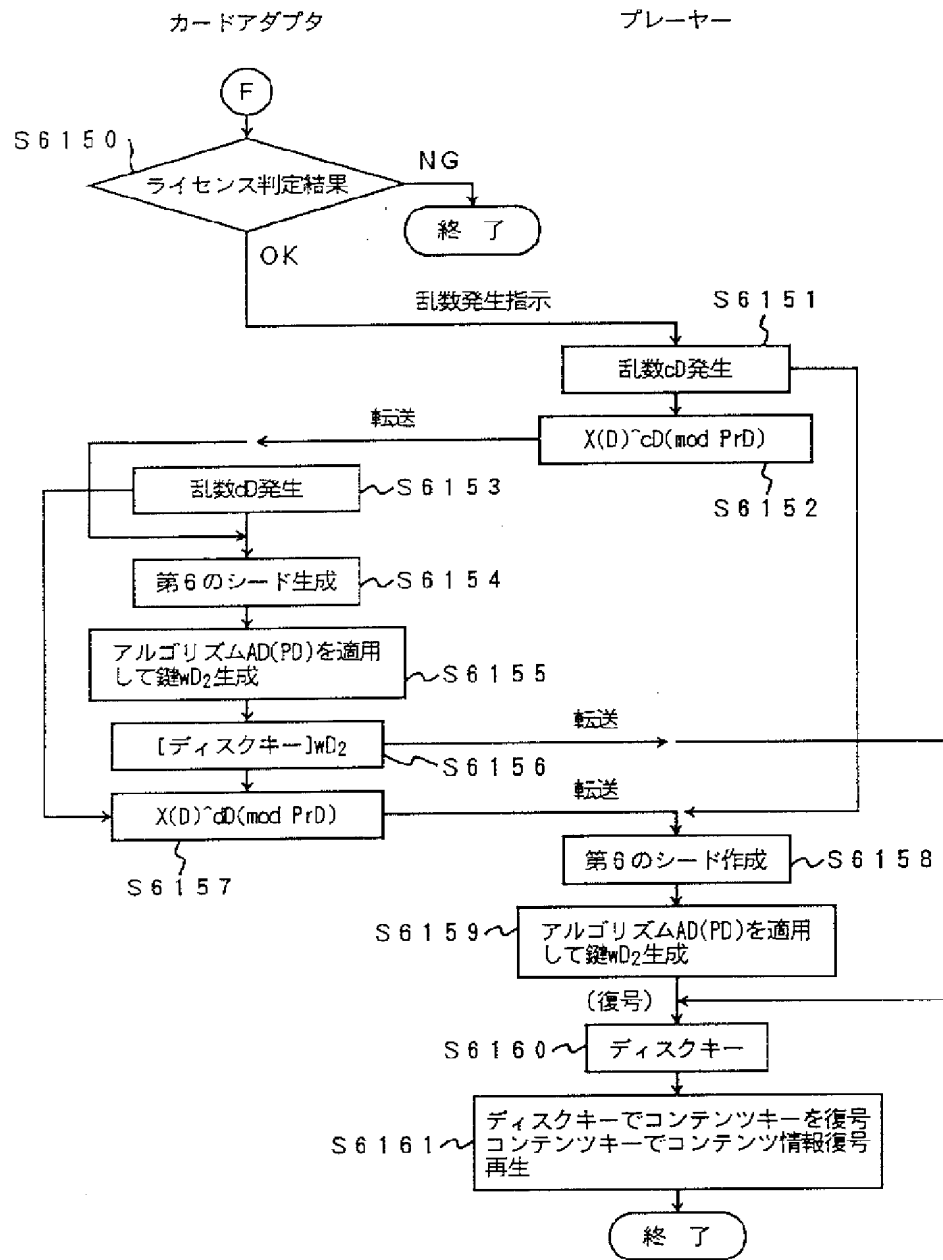 カードアダプタ
プレーヤー
F
S6150
ライセンス判定結果
NG
終 了
OK
乱数発生指示
S6151
乱数cD発生
転送
X(D)^cD(mod PrD)
S6152
乱数dD発生
S6153
第6のシード生成
S6154
アルゴリズムAD(PD)を適用
して鍵wD2生成
S6155
転送
[ディスクキー]wD2
S6156
転送
X(D)^dD(mod PrD)
S6157
第6のシード作成
S6158
S6159
アルゴリズムAD(PD)を適用
して鍵wD2生成
(復号)
S6160
ディスクキー
S6161
ディスクキーでコンテンツキーを復号
コンテンツキーでコンテンツ情報復号
再生
終 了